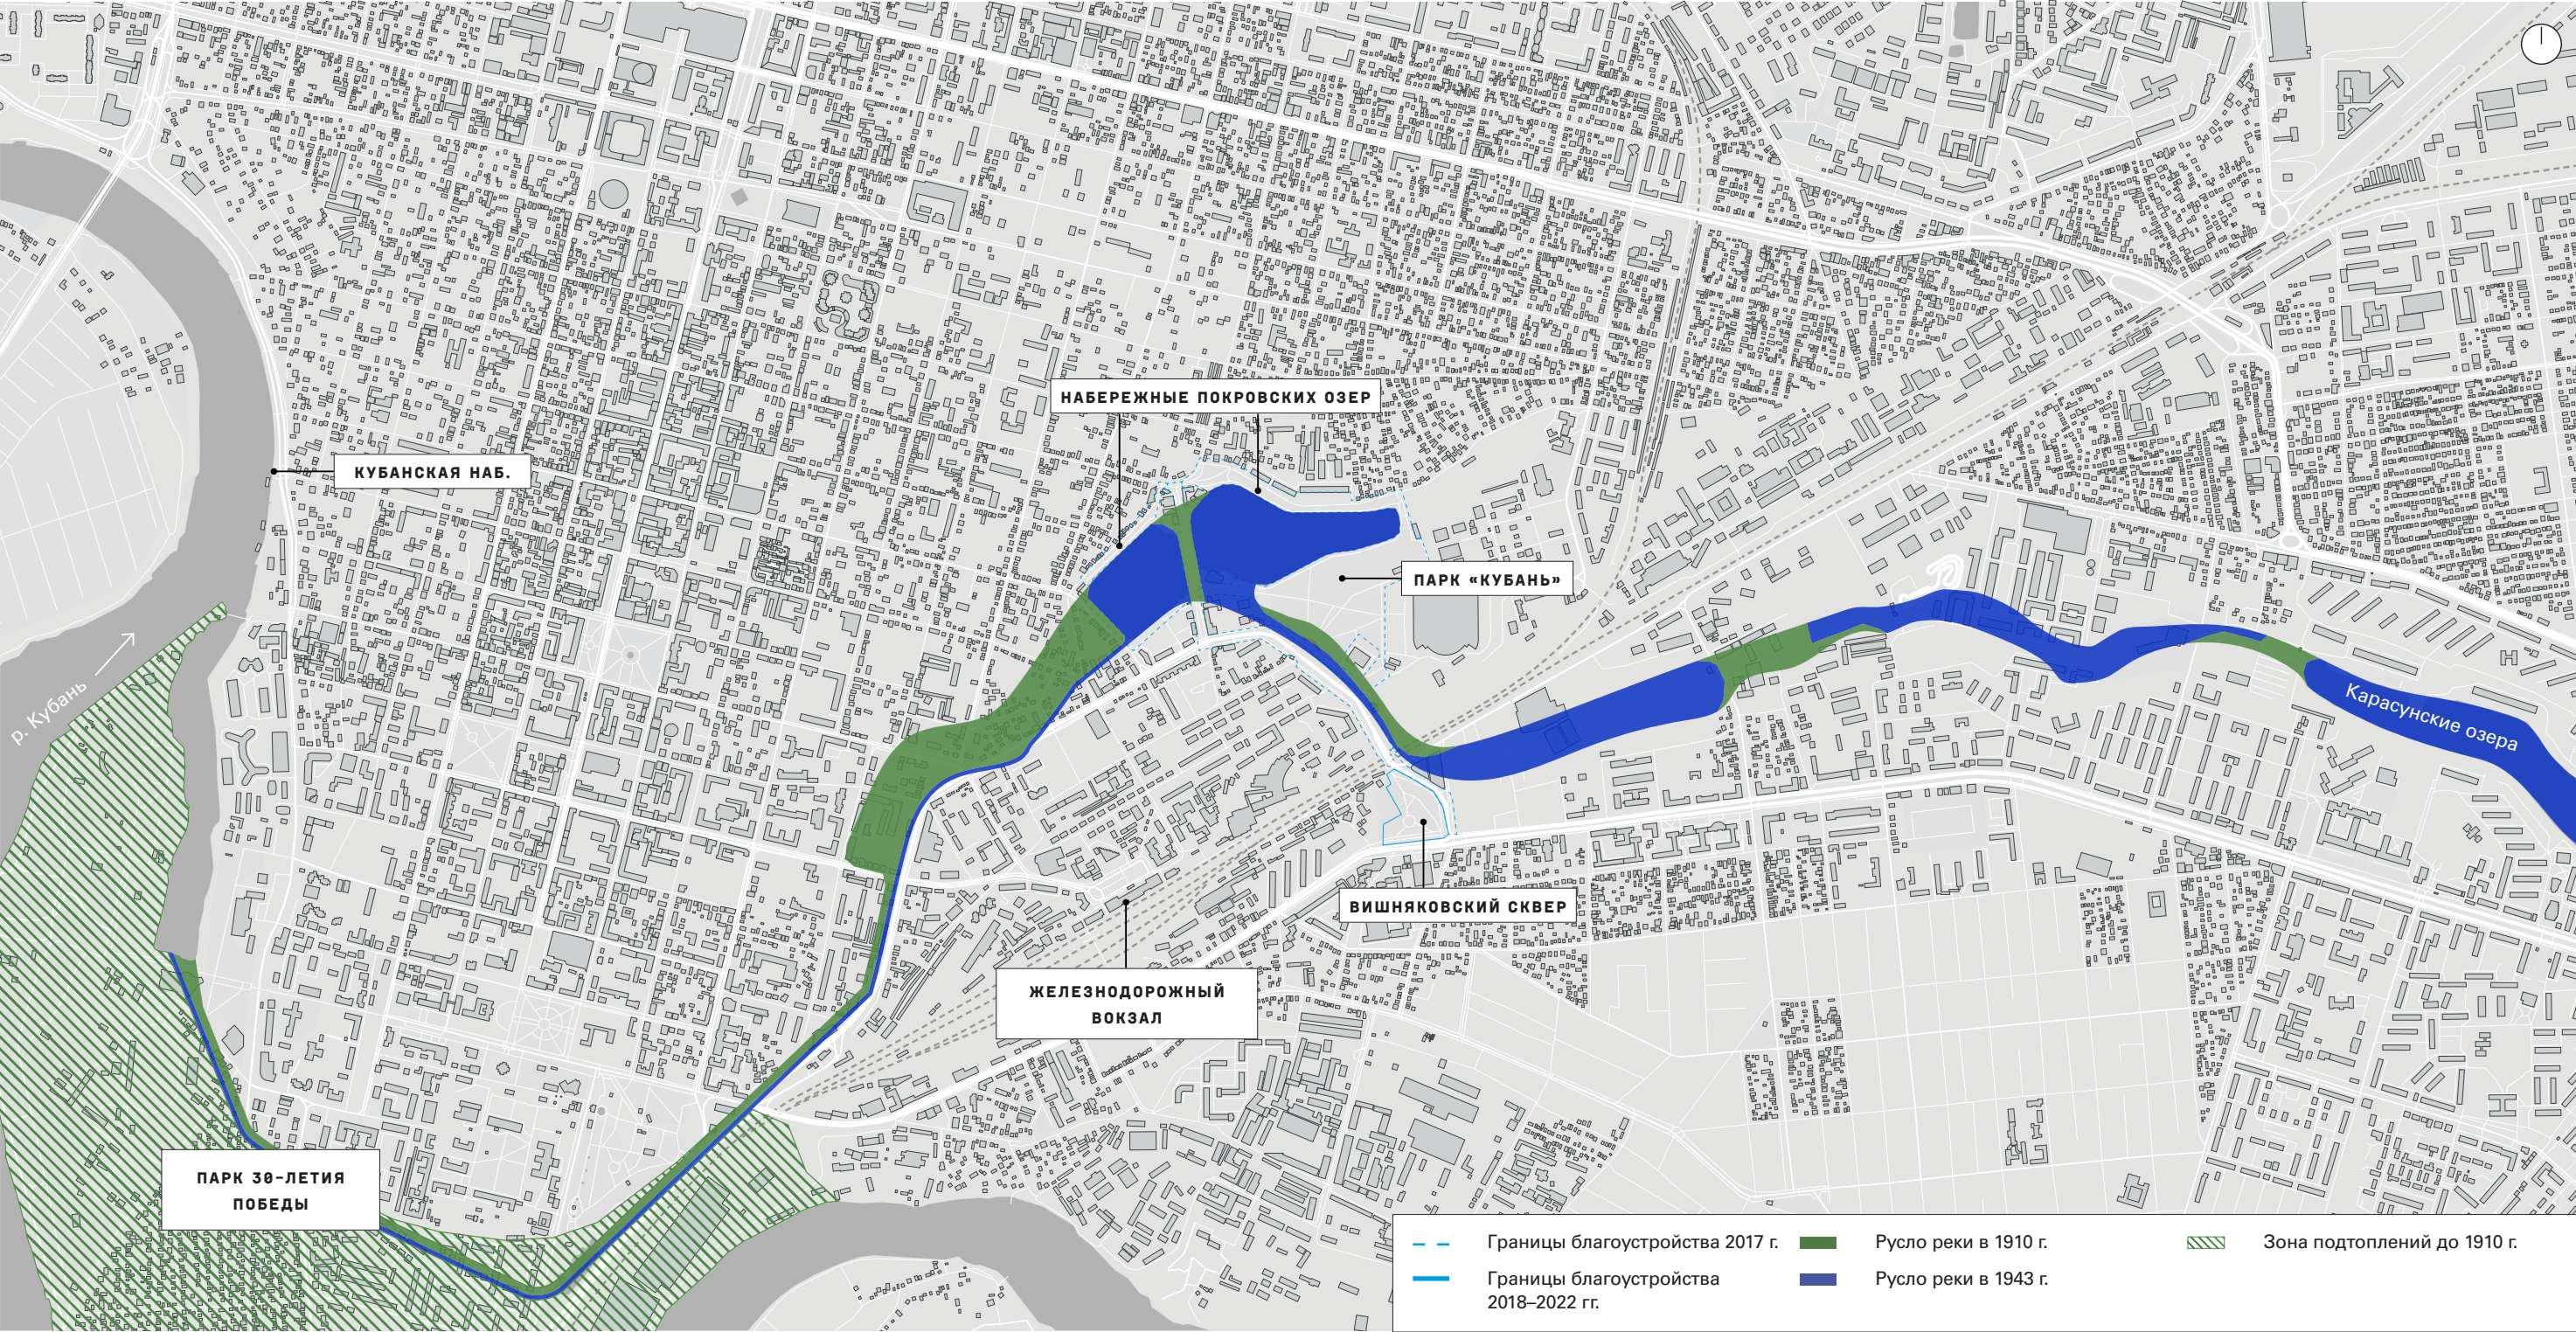 НАБЕРЕЖНЫЕ ПОКРОВСКИХ ОЗЕР
КУБАНСКАЯ НАБ.
ПАРК «КУБАНЬ»
р. Кубань
Карасунские озера
ВИШНЯКОВСКИЙ СКВЕР
ЖЕЛЕЗНОДОРОЖНЫЙ
ВОКЗАЛ
ПАРК 30-ЛЕТИЯ
ПОБЕДЫ
Границы благоустройства 2017 г.
Границы благоустройства
2018–2022 гг.
Русло реки в 1910 г.
Русло реки в 1943 г.
Зона подтоплений до 1910 г.